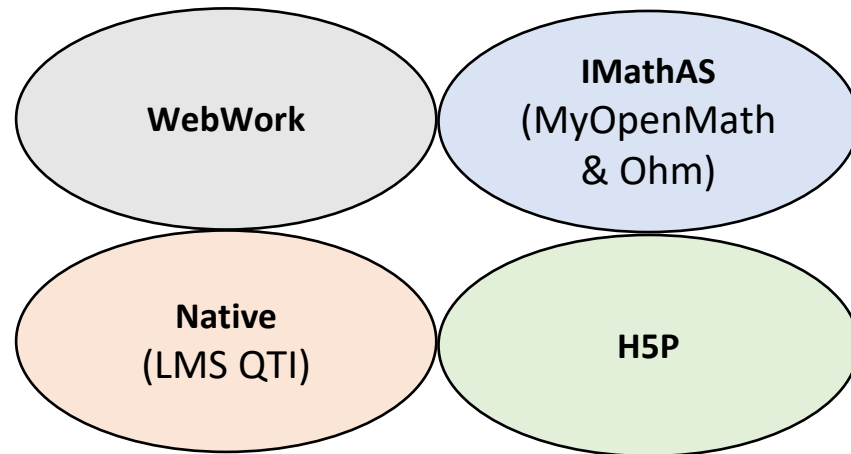 WebWork
IMathAS
(MyOpenMath
& Ohm)
Native
(LMS QTI)
H5P